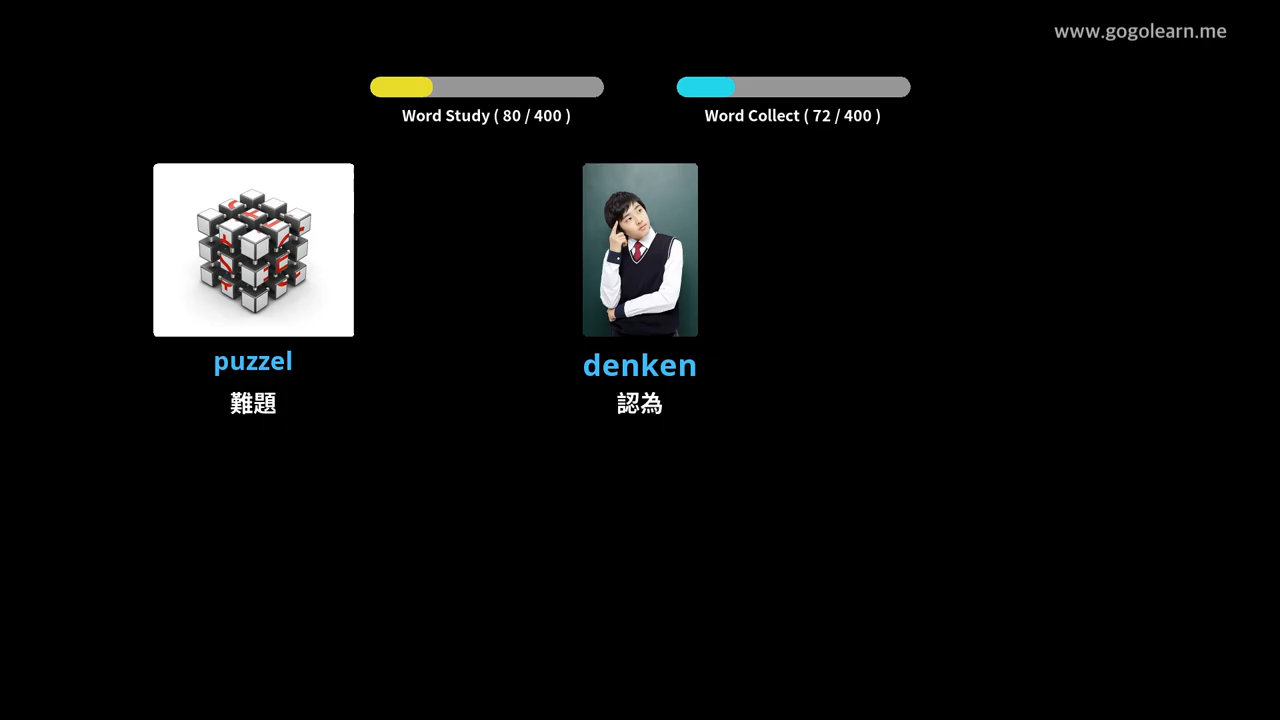 www.gogolearn.me
Word Study ( 80 / 400 )
Word Collect ( 72 / 400 )
puzzel
難題
denken
認為